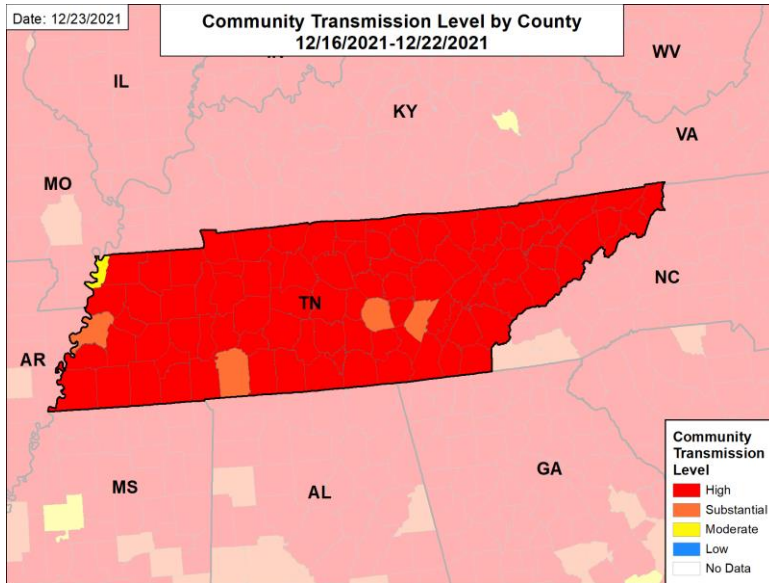 Date: 12/23/2021
Community Transmission Level by County
12/16/2021-12/22/2021
WV
IL
KY
VA
MO
NC
TN
AR
MS
AL
GA
Community
Transmission
Level
High
Substantial
Moderate
Low
No Data